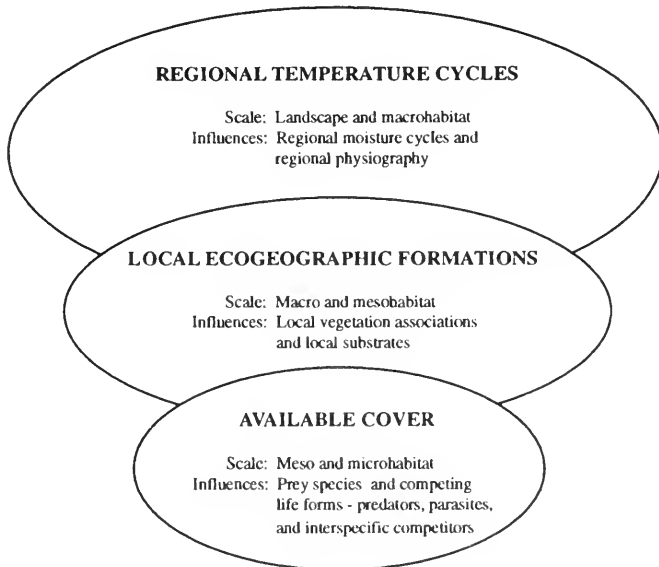 REGIONAL TEMPERATURE CYCLES
Scale: Landscape and macrohabitat
Influences: Regional moisture cycles and
regional physiography
LOCAL ECOGEOGRAPHIC FORMATIONS
Scale: Macro and mesohabitat
Influences: Local vegetation associations
and local substrates
AVAILABLE COVER
Scale: Meso and microhabitat
Influences: Prey species and competing
life forms - predators, parasites,
and interspecific competitors